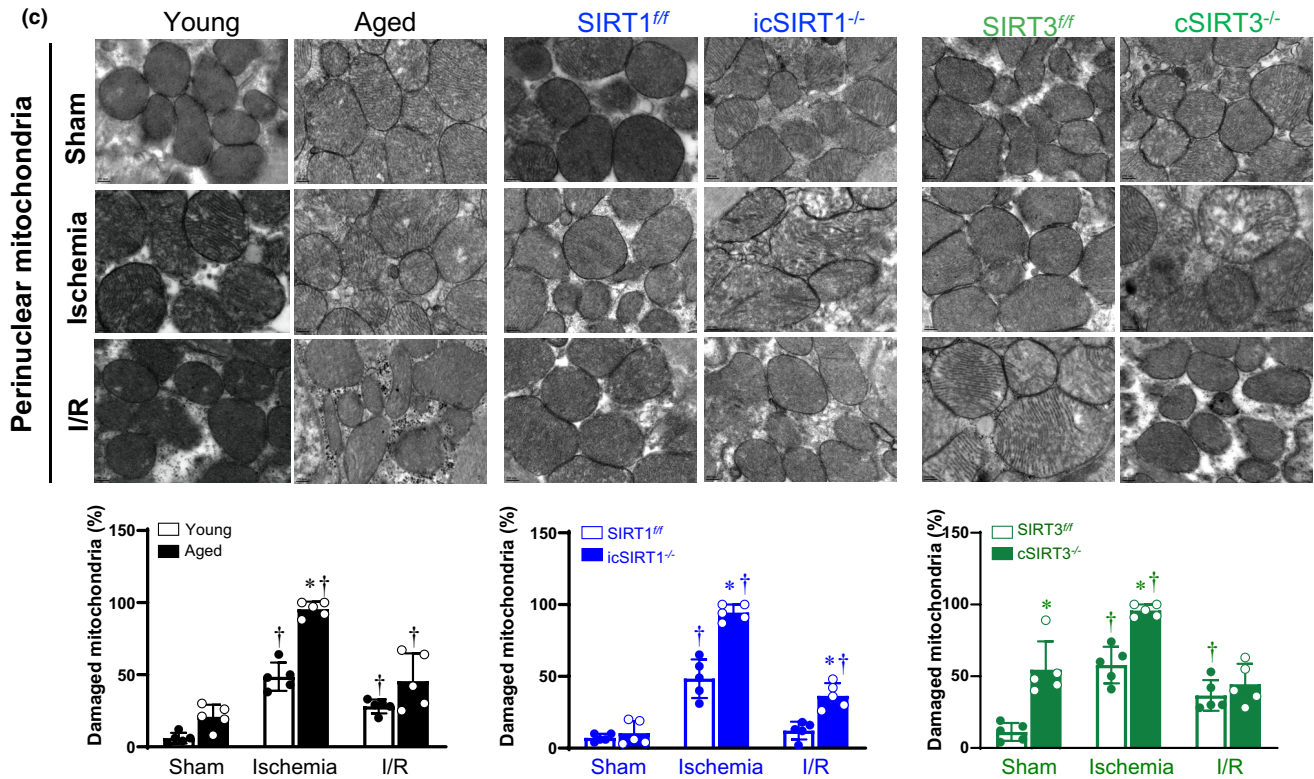 (c)
Young Aged SIRT1f/f icSIRT1-/- SIRT3f/f cSIRT3-/-
Perinuclear mitochondria
Sham
Ischemia
I/R
Damaged mitochondria (%)
150
100
50
0
Young
Aged
†
*†
†
†
Sham Ischemia I/R
Damaged mitochondria (%)
150
100
50
0
SIRT1f/f
icSIRT1-/-
†
*†
*†
Sham Ischemia I/R
Damaged mitochondria (%)
150
100
50
0
SIRT3f/f
cSIRT3-/-
*
†
*†
†
Sham Ischemia I/R